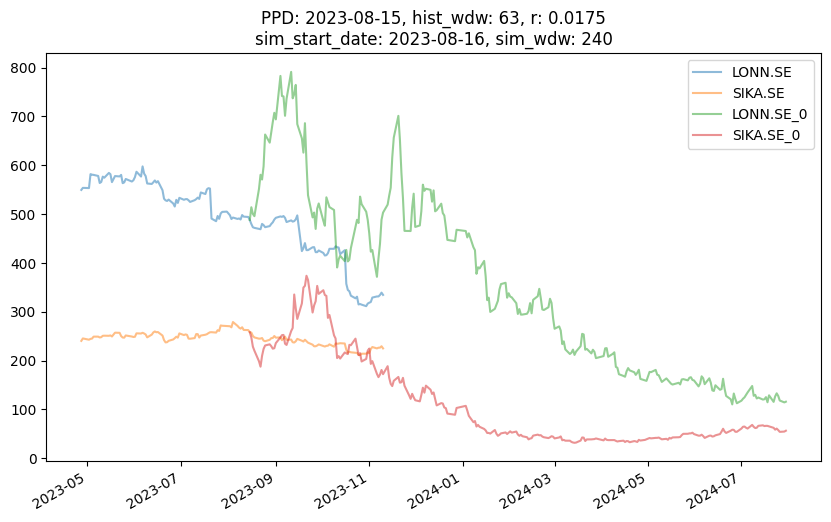 PPD: 2023-08-15, hist_wdw: 63, r: 0.0175
sim_start_date: 2023-08-16, sim_wdw: 240
LONN.SE
SIKA.SE
LONN.SE_0
SIKA.SE_0
800
700
600
500
400
300
200
100
0
2023-05
2023-07
2023-09
2023-11
2024-01
2024-03
2024-05
2024-07